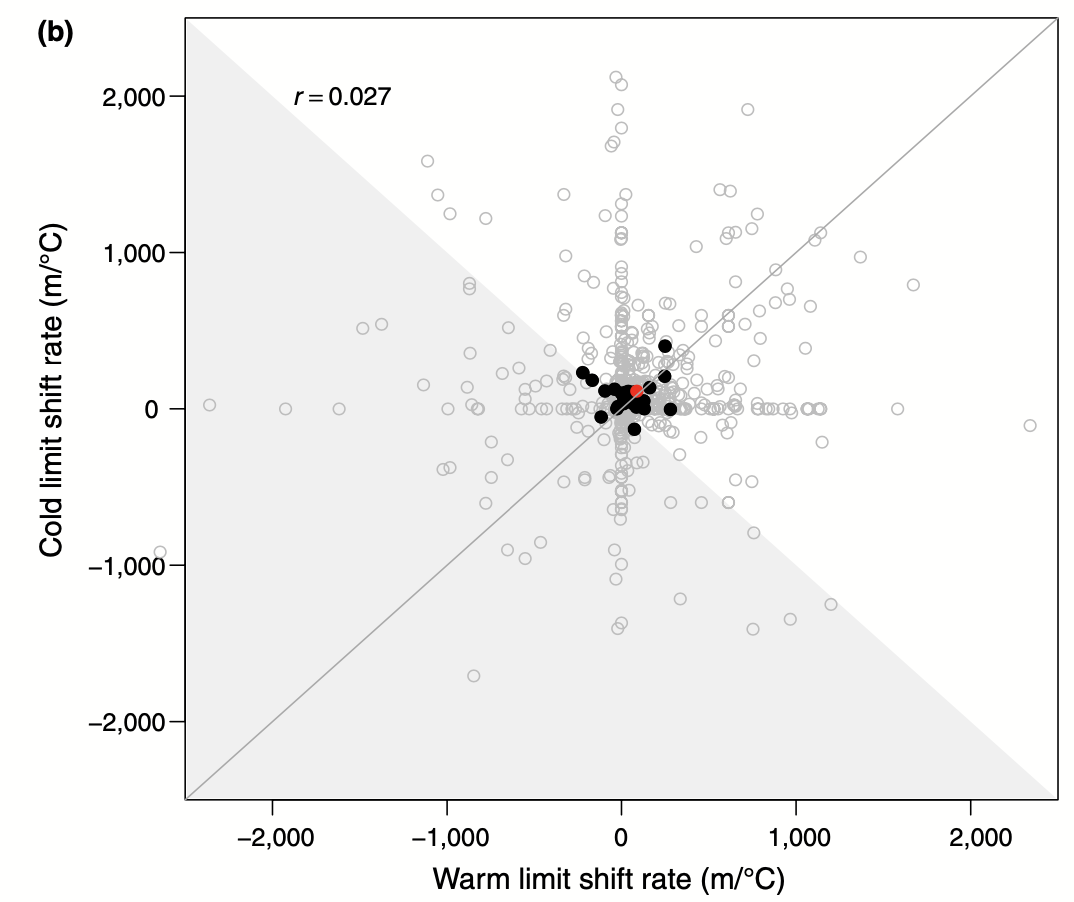 (b)
r = 0.027
2,000
1,000
0
−1,000
−2,000
Cold limit shift rate (m/°C)
−2,000 −1,000 0 1,000 2,000
Warm limit shift rate (m/°C)